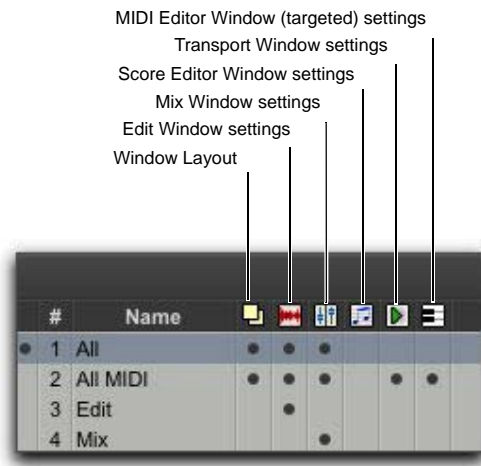 MIDI Editor Window (targeted) settings
Transport Window settings
Score Editor Window settings
Mix Window settings
Edit Window settings
Window Layout
# Name
1 All
2 All MIDI
3 Edit
4 Mix